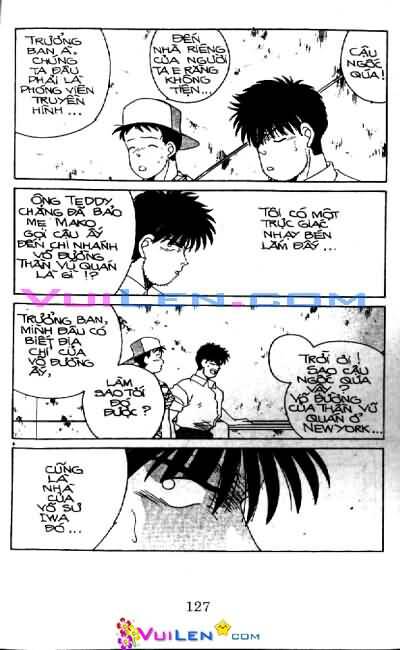 TRƯỞNG
BAN, Ạ.
CHÚNG
TA ĐÂU
PHẢI LÀ
PHÓNG VIÊN
TRUYỀN
HÌNH...
ĐẾN
NHÀ RIÊNG
CỦA NGƯỜI
TA E RẰNG
KHÔNG
TIỆN...
CẬU
NGỐC
QUÁ!
ÔNG TEDDY
CHẲNG ĐÃ BẢO
MẸ MAKO
GỌI CẬU ẤY
ĐẾN CHI NHÁNH
VÕ ĐƯỜNG
THẦN VŨ QUÁN
LÀ GÌ !?
TÔI CÓ MỘT
TRỰC GIÁC
NHẠY BÉN
LẮM ĐẤY...
VUILEN.COM
TRƯỞNG BAN,
MÌNH ĐÂU CÓ
BIẾT ĐỊA
CHỈ CỦA
VÕ ĐƯỜNG
ẤY,
LÀM
SAO TỚI
ĐÓ
ĐƯỢC ?
TRỜI ƠI !
SAO CẬU
NGỐC QUÁ
VẬY ?
VÕ ĐƯỜNG
CỦA THẦN VŨ
QUÁN Ở
NEW YORK...
CŨNG
LÀ
NHÀ
CỦA
VÕ SƯ
IWA
ĐÓ...
127
VUILEN.COM